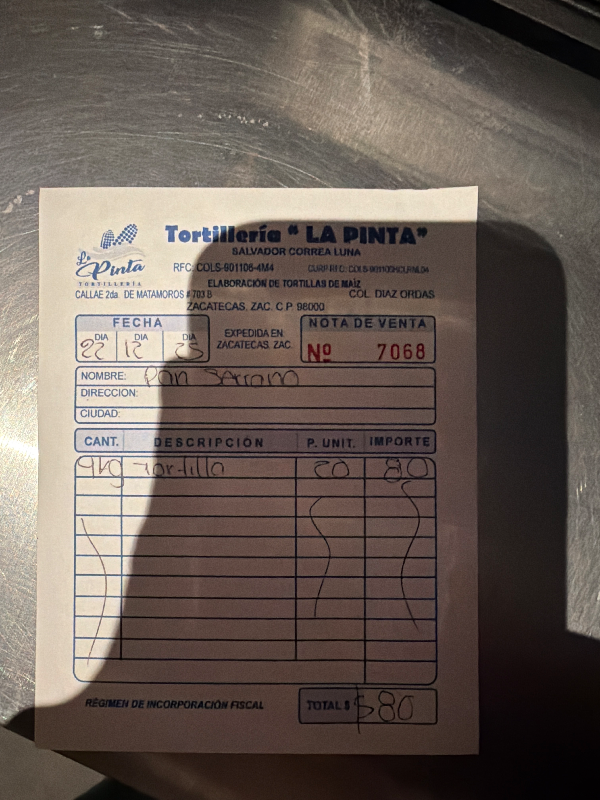 La Pinta
TORTILLERÍA
Tortillería "LA PINTA"
SALVADOR CORREA LUNA
RFC: COLS-901106-4M4
ELABORACIÓN DE TORTILLAS DE MAÍZ
CALLAE 2da. DE MATAMOROS # 703 B COL. DIAZ ORDAS
ZACATECAS, ZAC. C.P. 98000
FECHA
DIA DIA DIA
22 12 25
EXPEDIDA EN:
ZACATECAS, ZAC.
NOTA DE VENTA
Nº 7068
NOMBRE: Pan Serrano
DIRECCION:
CIUDAD:
CANT. DESCRIPCIÓN P. UNIT. IMPORTE
kg tortilla 20 80
RÉGIMEN DE INCORPORACIÓN FISCAL
TOTAL $ $80